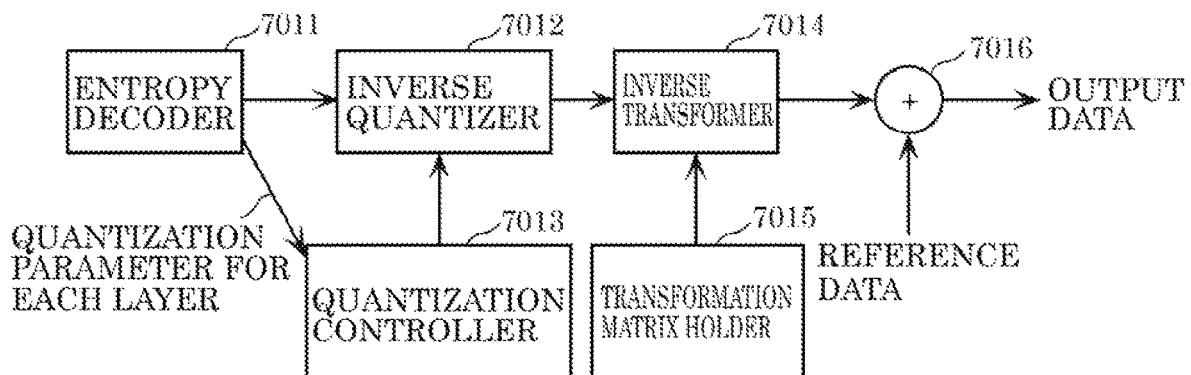 7011
7012
7014
7016
ENTROPY
DECODER
INVERSE
QUANTIZER
INVERSE
TRANSFORMER
+
OUTPUT
DATA
QUANTIZATION
PARAMETER FOR
EACH LAYER
7013
7015
QUANTIZATION
CONTROLLER
TRANSFORMATION
MATRIX HOLDER
REFERENCE
DATA